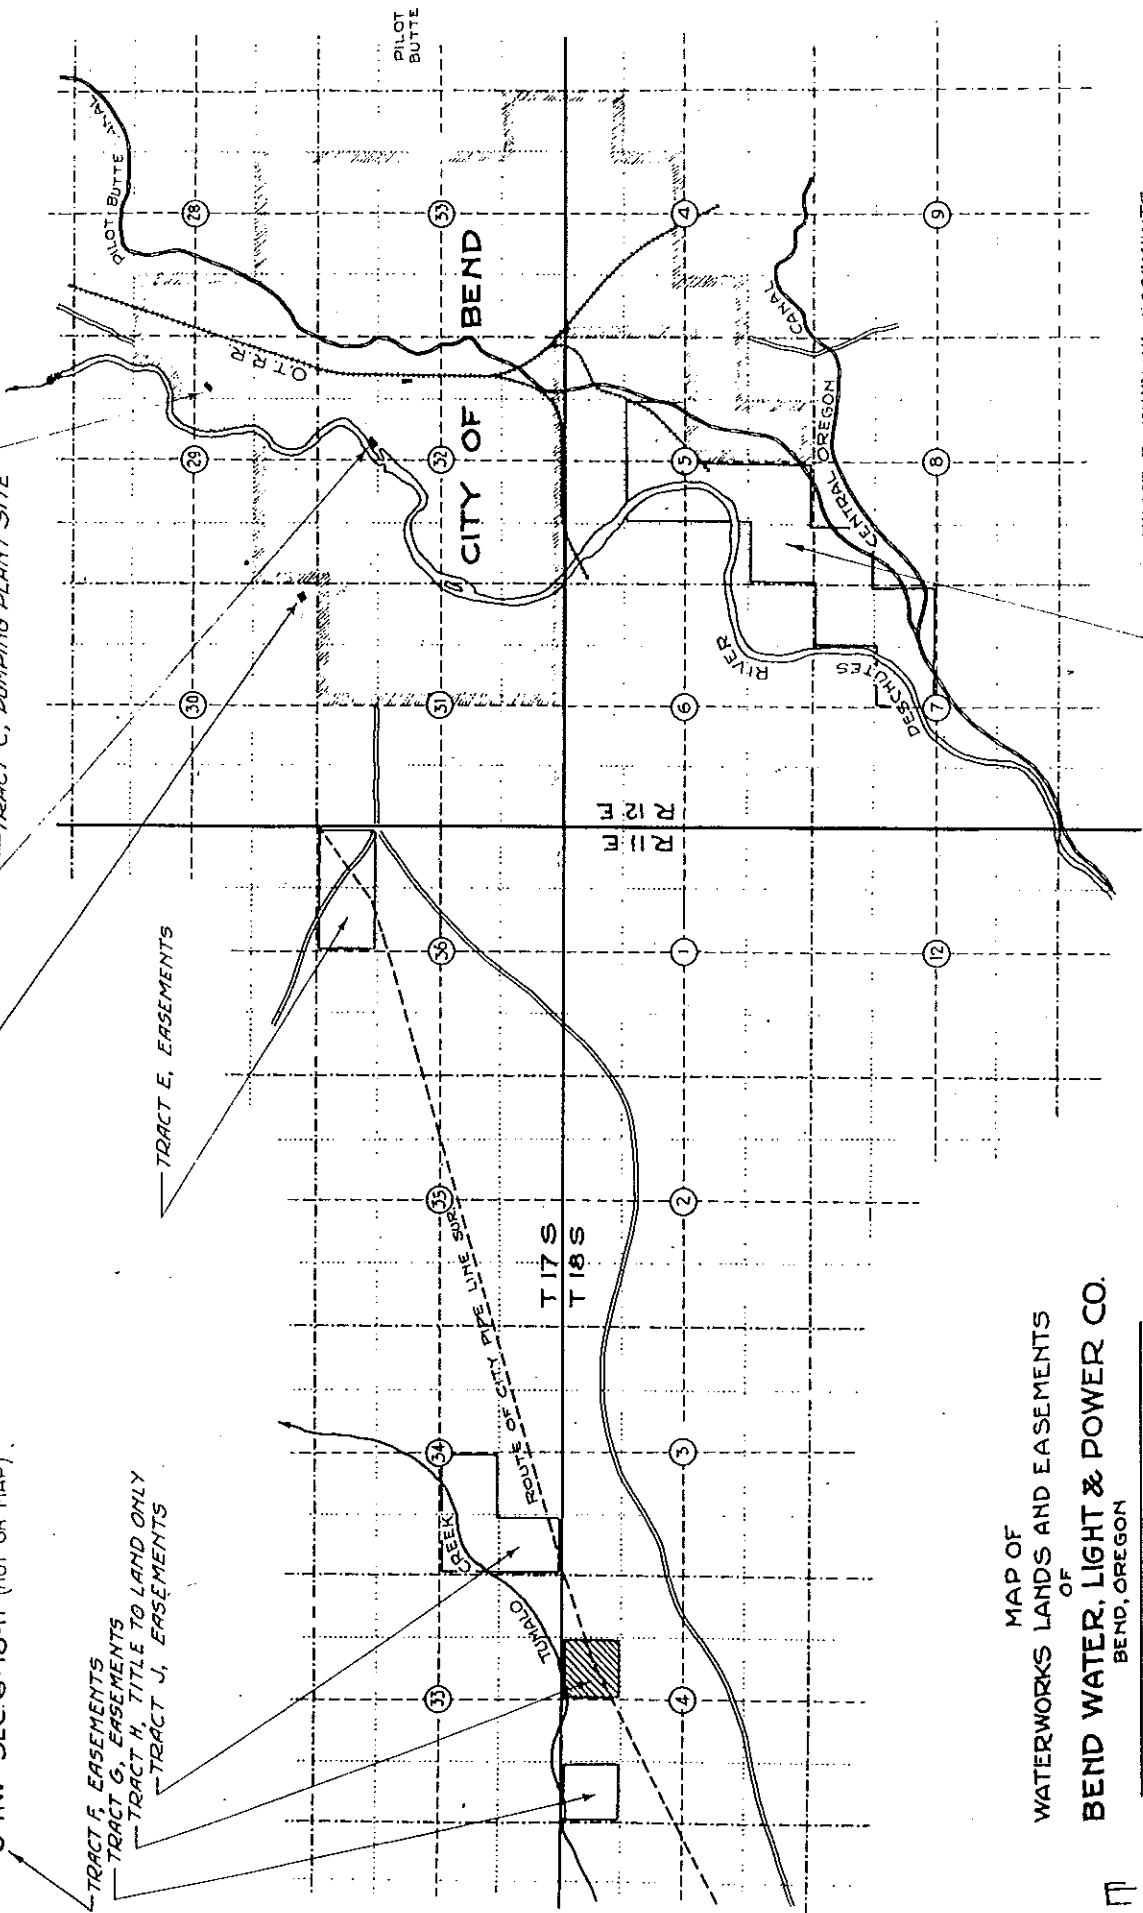 TRACT C, PUMPING PLANT SITE
(NOT ON MAP).
TRACT F, EASEMENTS
TRACT G, EASEMENTS
TRACT H, TITLE TO LAND ONLY
TRACT J, EASEMENTS
TRACT E, EASEMENTS
PILOT
BUTTE
PILOT BUTTE
28
33
4
9
O.T.R.R.
CITY OF BEND
29
32
5
8
CENTRAL OREGON CANAL
30
31
6
7
DESCHUTES RIVER
R 11 E
R 12 E
36
1
12
35
2
T 17 S
T 18 S
ROUTE OF CITY PIPE LINE
34
3
TUMALO CREEK
33
4
MAP OF
WATERWORKS LANDS AND EASEMENTS
OF
BEND WATER, LIGHT & POWER CO.
BEND, OREGON